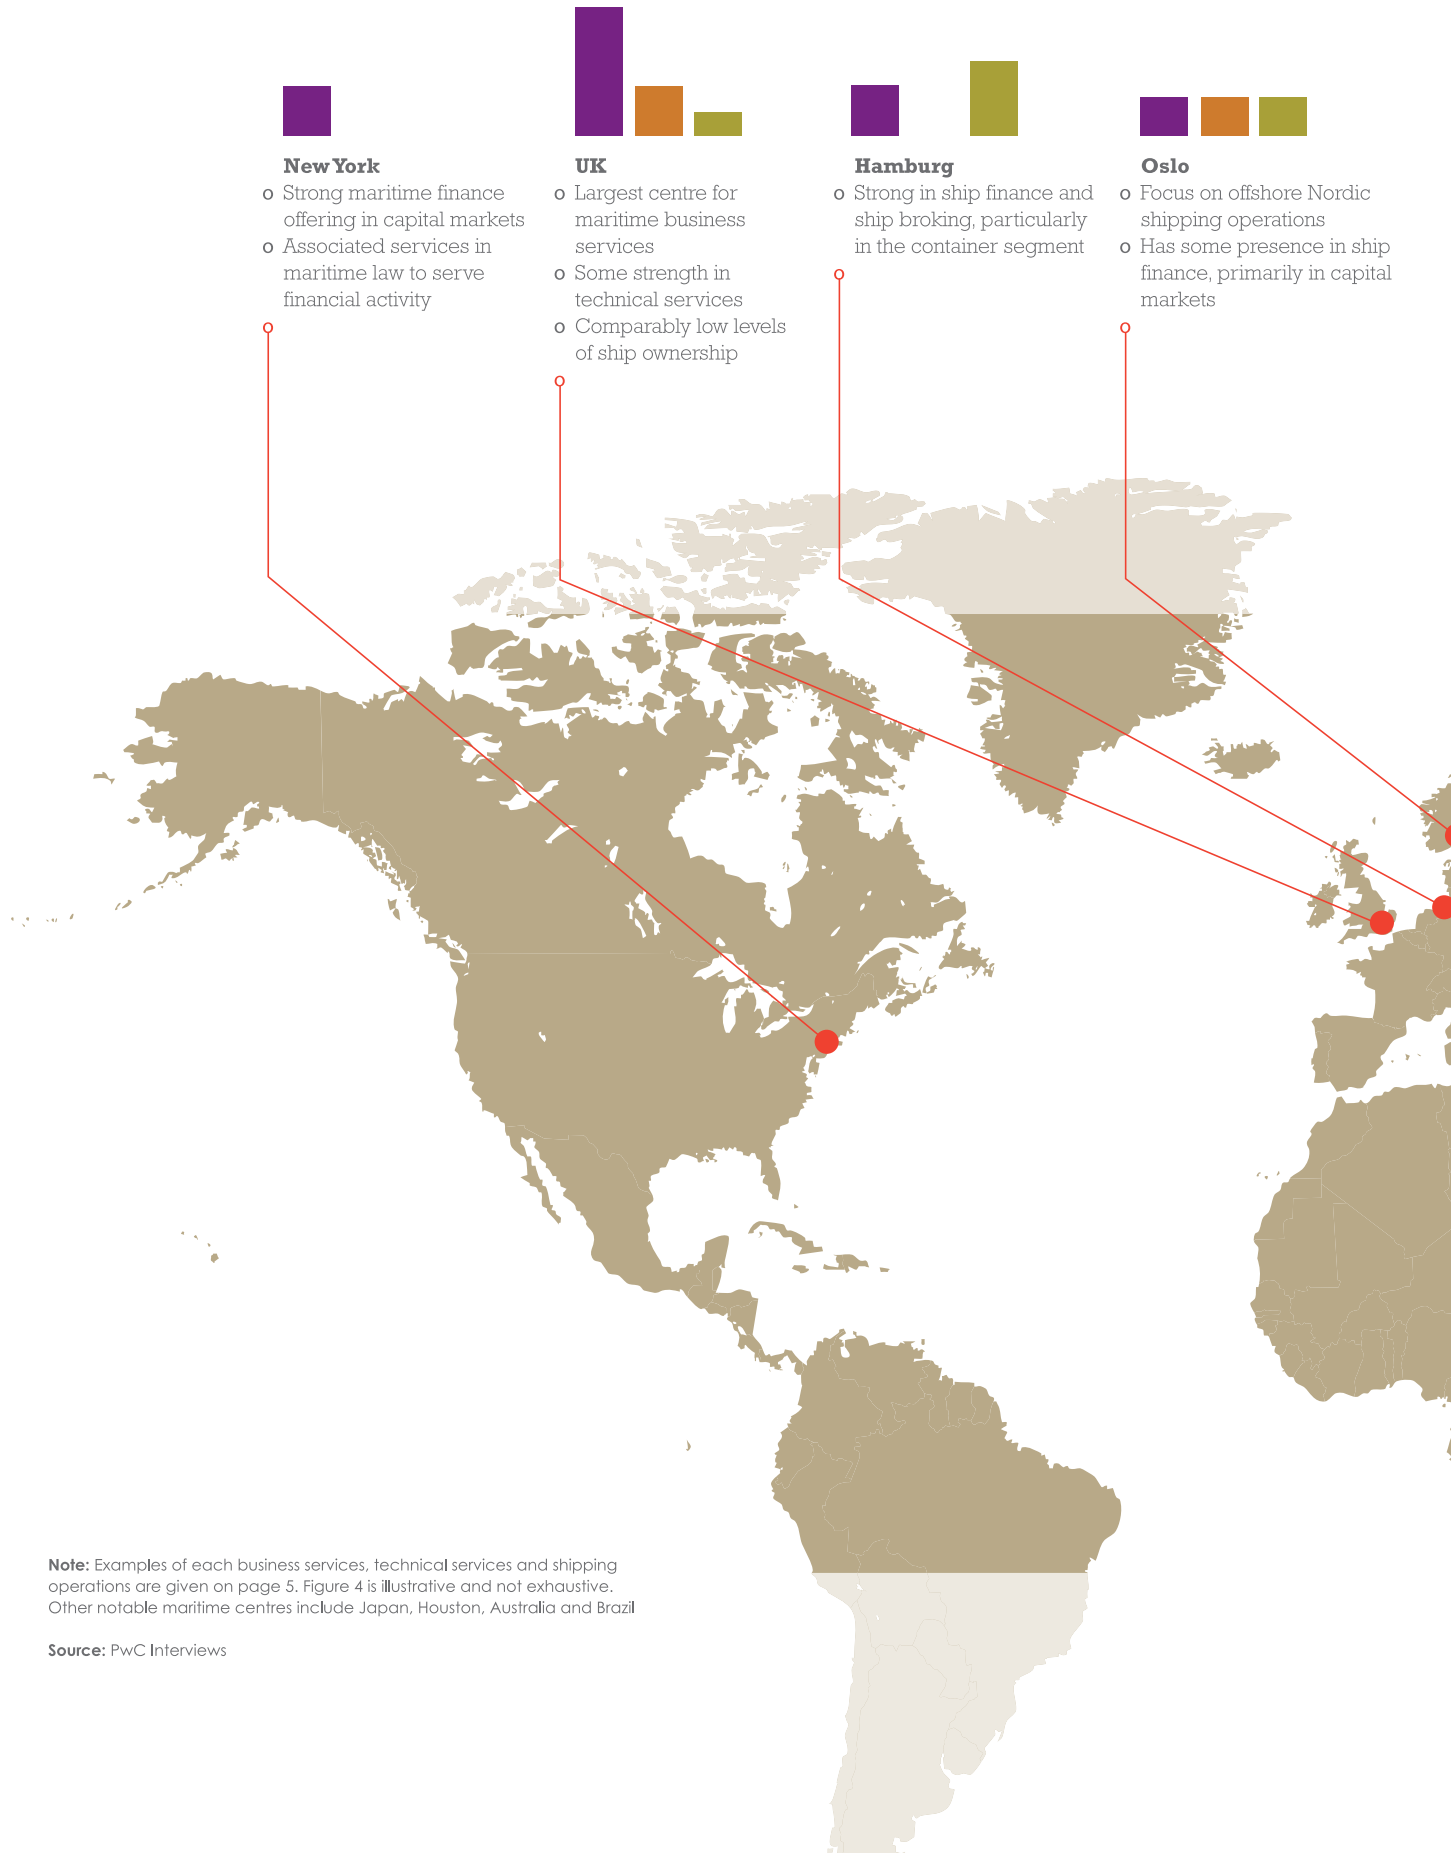 New York
o Strong maritime finance
offering in capital markets
o Associated services in
maritime law to serve
financial activity
UK
o Largest centre for
maritime business
services
o Some strength in
technical services
o Comparably low levels
of ship ownership
Hamburg
o Strong in ship finance and
ship broking, particularly
in the container segment
Oslo
o Focus on offshore Nordic
shipping operations
o Has some presence in ship
finance, primarily in capital
markets
Note: Examples of each business services, technical services and shipping
operations are given on page 5. Figure 4 is illustrative and not exhaustive.
Other notable maritime centres include Japan, Houston, Australia and Brazil
Source: PwC Interviews